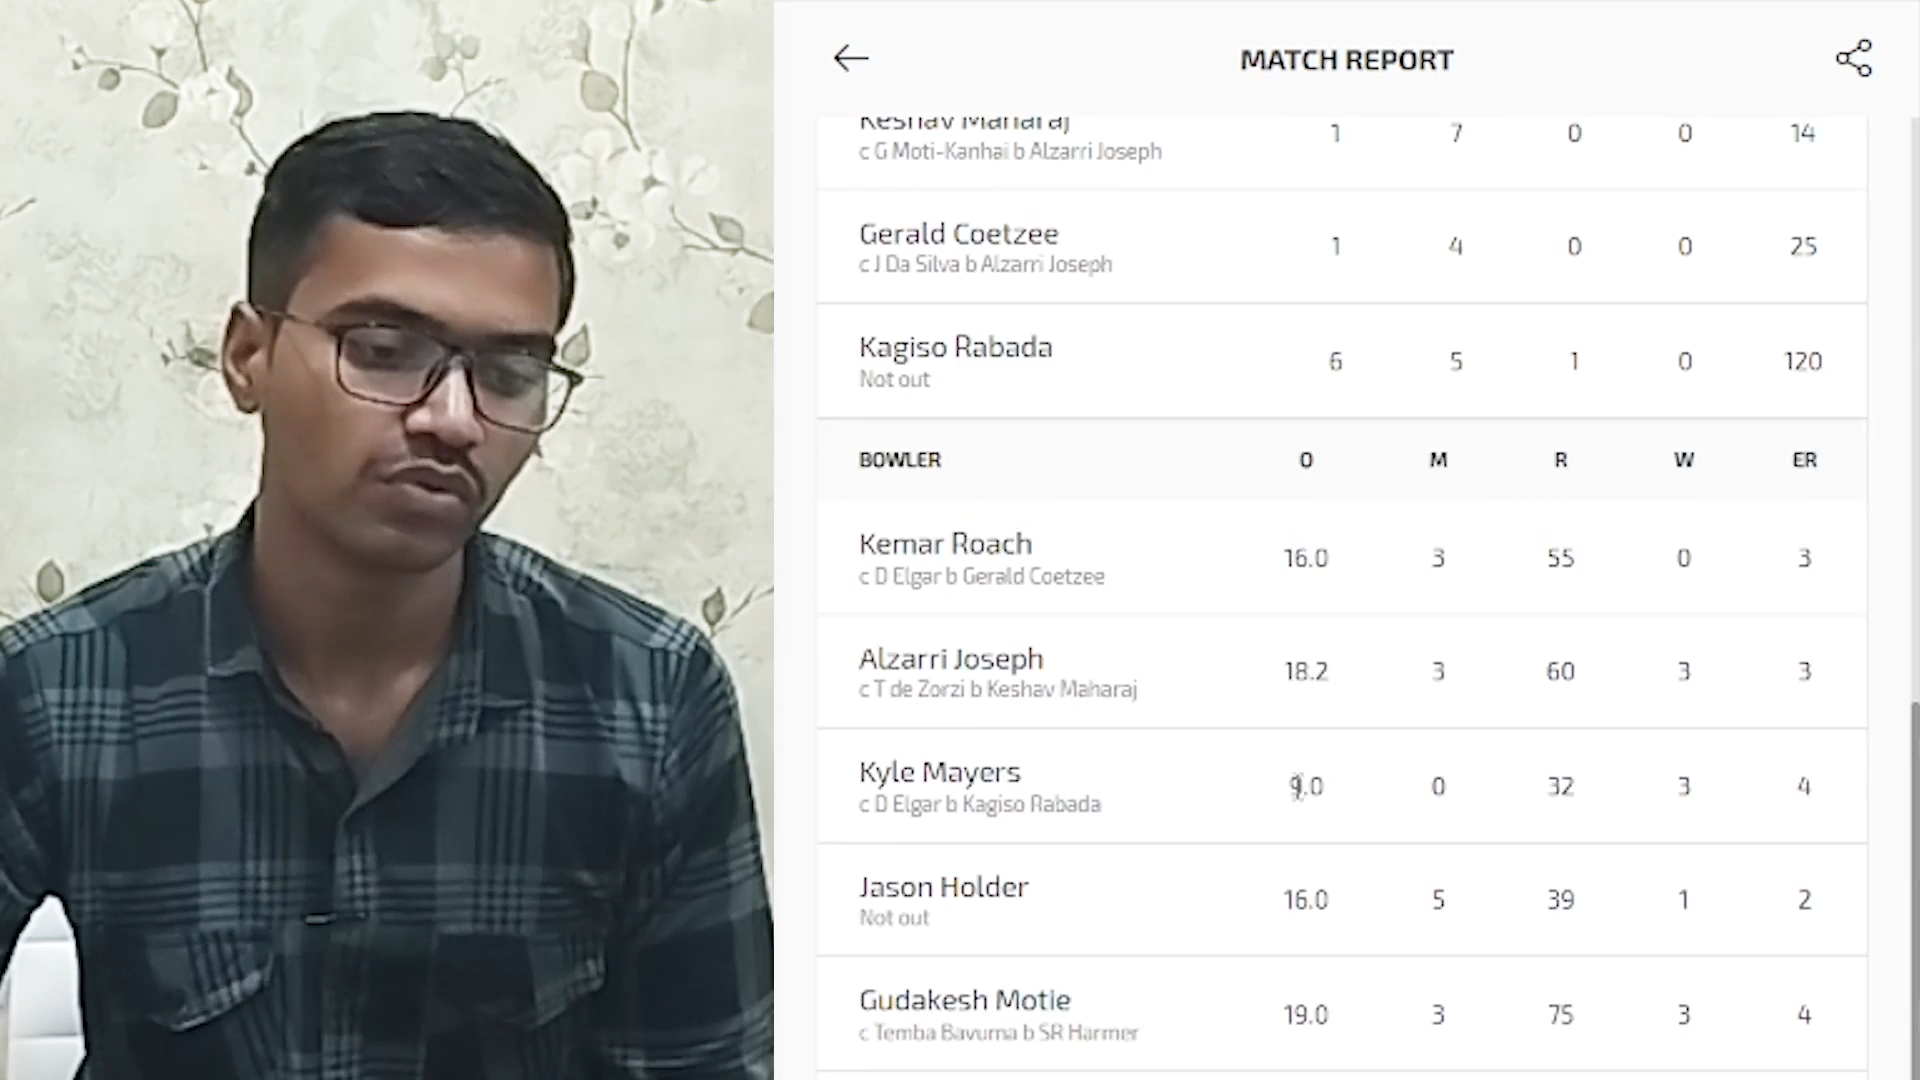 MATCH REPORT
Keshav Maharaj 1 7 0 0 14
c G Moti-Kanhai b Alzarri Joseph
Gerald Coetzee 1 4 0 0 25
c J Da Silva b Alzarri Joseph
Kagiso Rabada 6 5 1 0 120
Not out
BOWLER O M R W ER
Kemar Roach 16.0 3 55 0 3
c D Elgar b Gerald Coetzee
Alzarri Joseph 18.2 3 60 3 3
c T de Zorzi b Keshav Maharaj
Kyle Mayers 9.0 0 32 3 4
c D Elgar b Kagiso Rabada
Jason Holder 16.0 5 39 1 2
Not out
Gudakesh Motie 19.0 3 75 3 4
c Temba Bavuma b SR Harmer